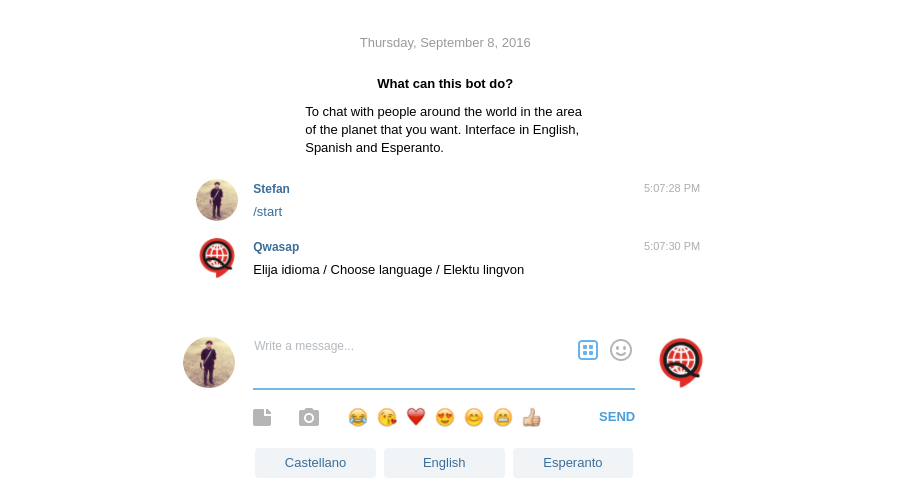 Thursday, September 8, 2016
What can this bot do?
To chat with people around the world in the area
of the planet that you want. Interface in English,
Spanish and Esperanto.
Stefan 5:07:28 PM
/start
Qwasap 5:07:30 PM
Elija idioma / Choose language / Elektu lingvon
Write a message...
SEND
Castellano English Esperanto